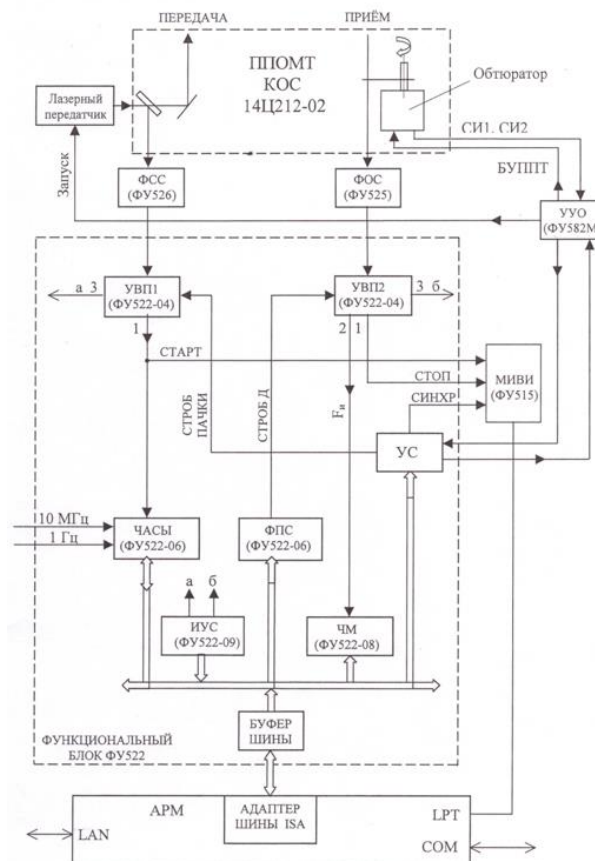 ПЕРЕДАЧА
ПРИЁМ
ППОМТ
КОС
14Ц212-02
Обтюратор
Лазерный
передатчик
СИ1, СИ2
БУППТ
Запуск
ФСС
(ФУ526)
ФОС
(ФУ525)
УУО
(ФУ582М)
а 3
УВП1
(ФУ522-04)
1
УВП2
(ФУ522-04)
3 б
2 1
СТАРТ
СТОП
СИНХР
МИВИ
(ФУ515)
СТРОБ
ПАЧКИ
СТРОБ Д
Fи
УС
10 МГц
1 Гц
ЧАСЫ
(ФУ522-06)
ФПС
(ФУ522-06)
а б
ИУС
(ФУ522-09)
ЧМ
(ФУ522-08)
БУФЕР
ШИНЫ
ФУНКЦИОНАЛЬНЫЙ
БЛОК ФУ522
АРМ
АДАПТЕР
ШИНЫ ISA
LPT
LAN
COM